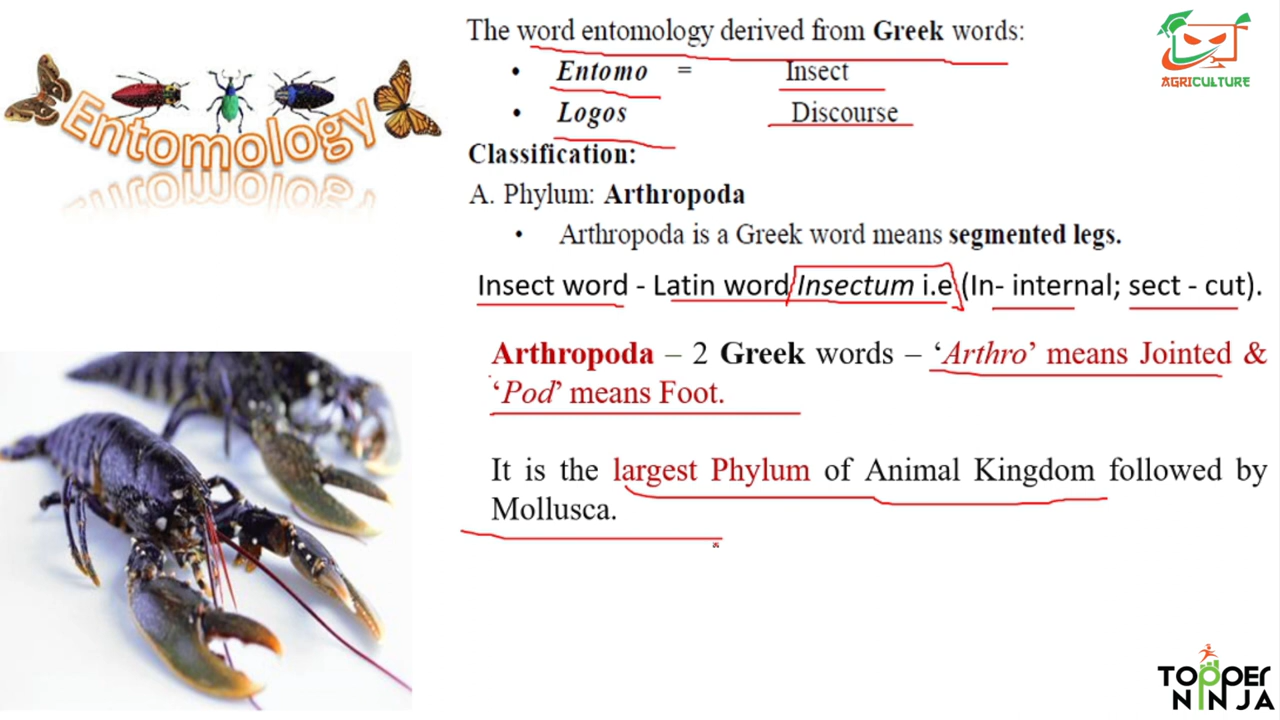 Entomology
The word entomology derived from Greek words:
• Entomo = Insect
• Logos Discourse
Classification:
A. Phylum: Arthropoda
• Arthropoda is a Greek word means segmented legs.
Insect word - Latin word Insectum i.e (In- internal; sect - cut).
Arthropoda – 2 Greek words – ‘Arthro’ means Jointed &
‘Pod’ means Foot.
It is the largest Phylum of Animal Kingdom followed by
Mollusca.
AGRICULTURE
TOPPER
NINJA